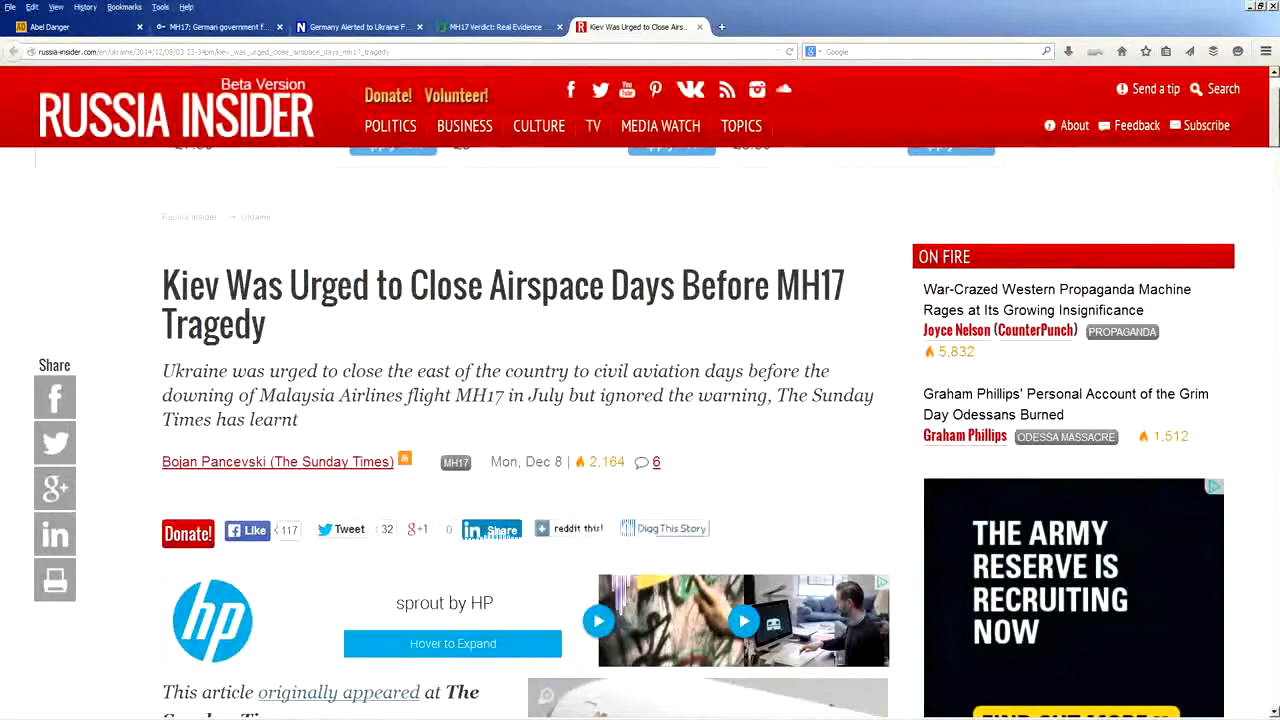 File Edit View History Bookmarks Tools Help
Abel Danger
MH17: German government f...
Germany Alerted to Ukraine F...
MH17 Verdict: Real Evidence ...
Kiev Was Urged to Close Airs...
russia-insider.com/en/ukraine/2014/12/08/03-23-34pm/kiev_was_urged_close_airspace_days_mh17_tragedy
Google
Beta Version
RUSSIA INSIDER
Donate! Volunteer!
POLITICS BUSINESS CULTURE TV MEDIA WATCH TOPICS
Send a tip Search
About Feedback Subscribe
Russia Insider → Ukraine
Kiev Was Urged to Close Airspace Days Before MH17
Tragedy
Ukraine was urged to close the east of the country to civil aviation days before the
downing of Malaysia Airlines flight MH17 in July but ignored the warning, The Sunday
Times has learnt
Bojan Pancevski (The Sunday Times) MH17 Mon, Dec 8 | 2,164 6
Share
Donate! Like 117 Tweet 32 g+1 0 in Share reddit this! Diggg This Story
hp
sprout by HP
Hover to Expand
This article originally appeared at The
ON FIRE
War-Crazed Western Propaganda Machine
Rages at Its Growing Insignificance
Joyce Nelson (CounterPunch) PROPAGANDA
5,832
Graham Phillips' Personal Account of the Grim
Day Odessans Burned
Graham Phillips ODESSA MASSACRE 1,512
THE ARMY
RESERVE IS
RECRUITING
NOW
FIND OUT MORE